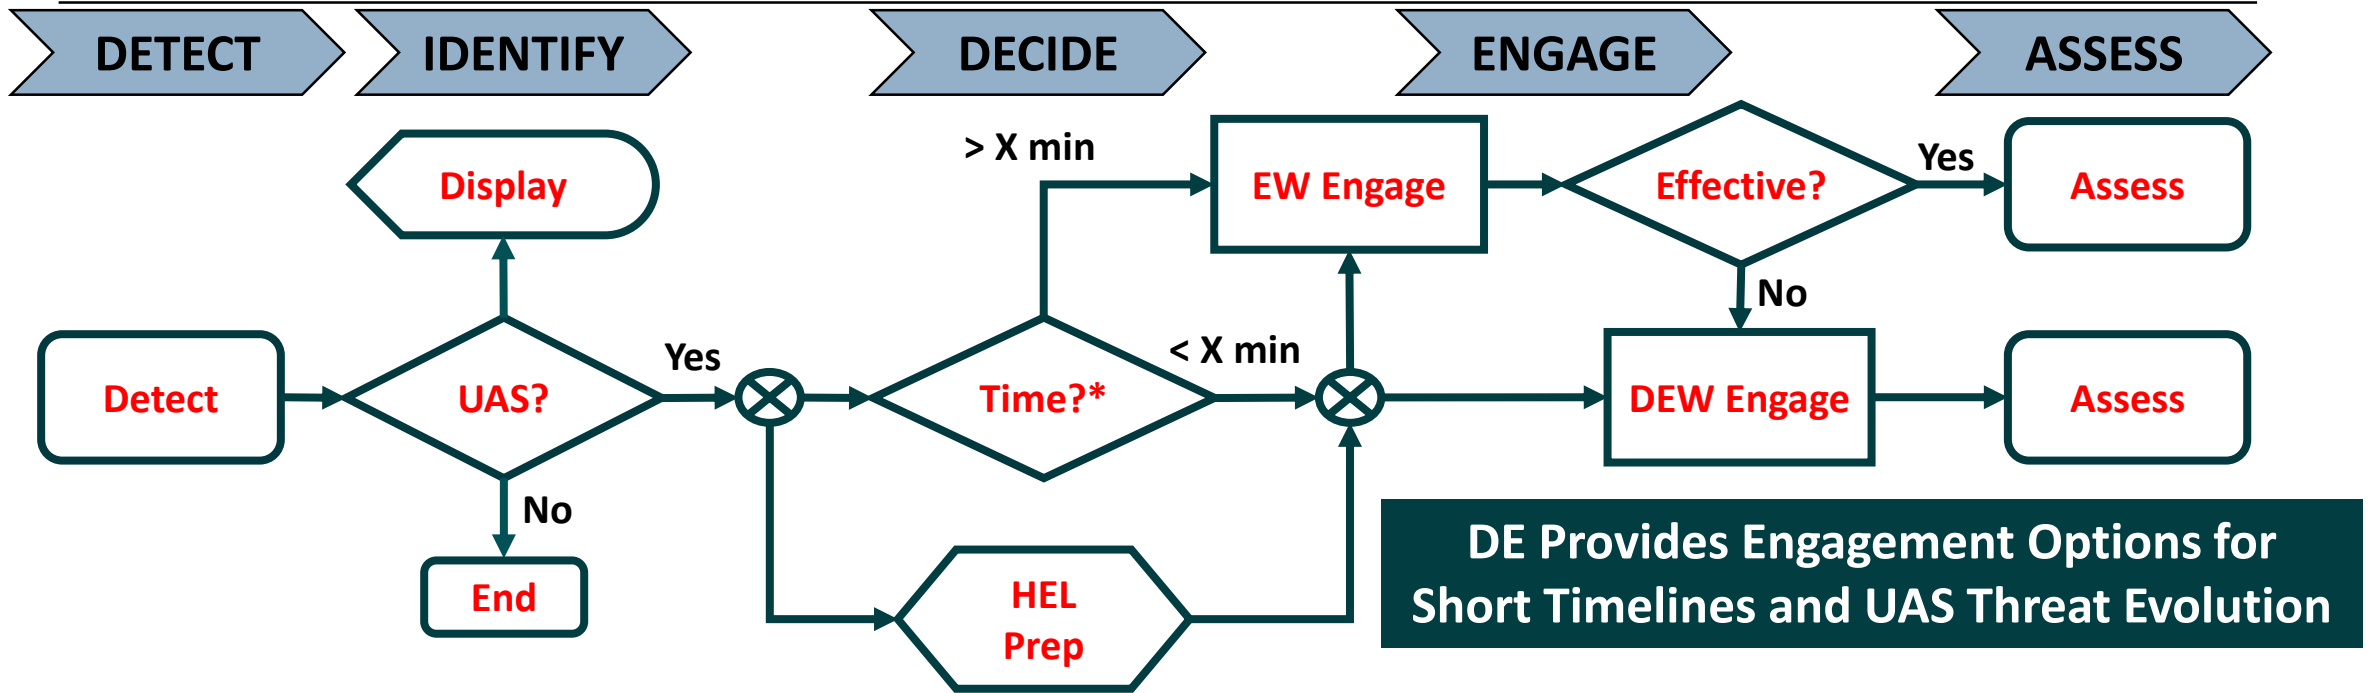 DETECT
IDENTIFY
DECIDE
ENGAGE
ASSESS
Display
> X min
EW Engage
Effective?
Yes
Assess
No
Detect
UAS?
Yes
Time?*
< X min
DEW Engage
Assess
No
End
HEL
Prep
DE Provides Engagement Options for
Short Timelines and UAS Threat Evolution